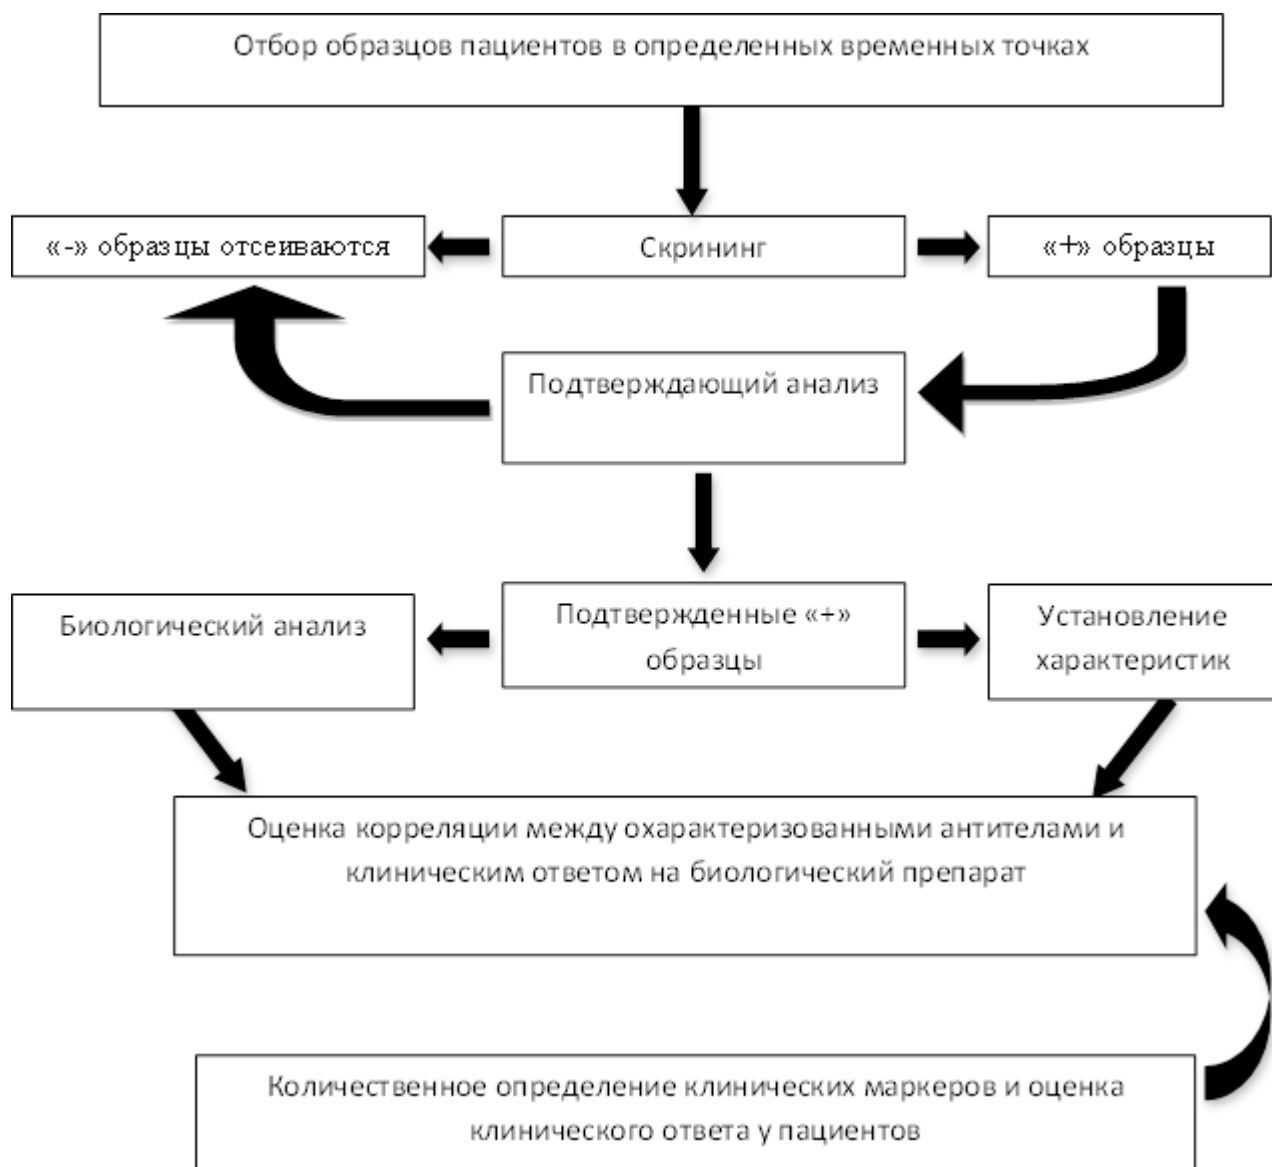 Отбор образцов пациентов в определенных временных точках
«-» образцы отсеиваются
Скрининг
«+» образцы
Подтверждающий анализ
Биологический анализ
Подтвержденные «+»
образцы
Установление
характеристик
Оценка корреляции между охарактеризованными антителами и
клиническим ответом на биологический препарат
Количественное определение клинических маркеров и оценка
клинического ответа у пациентов